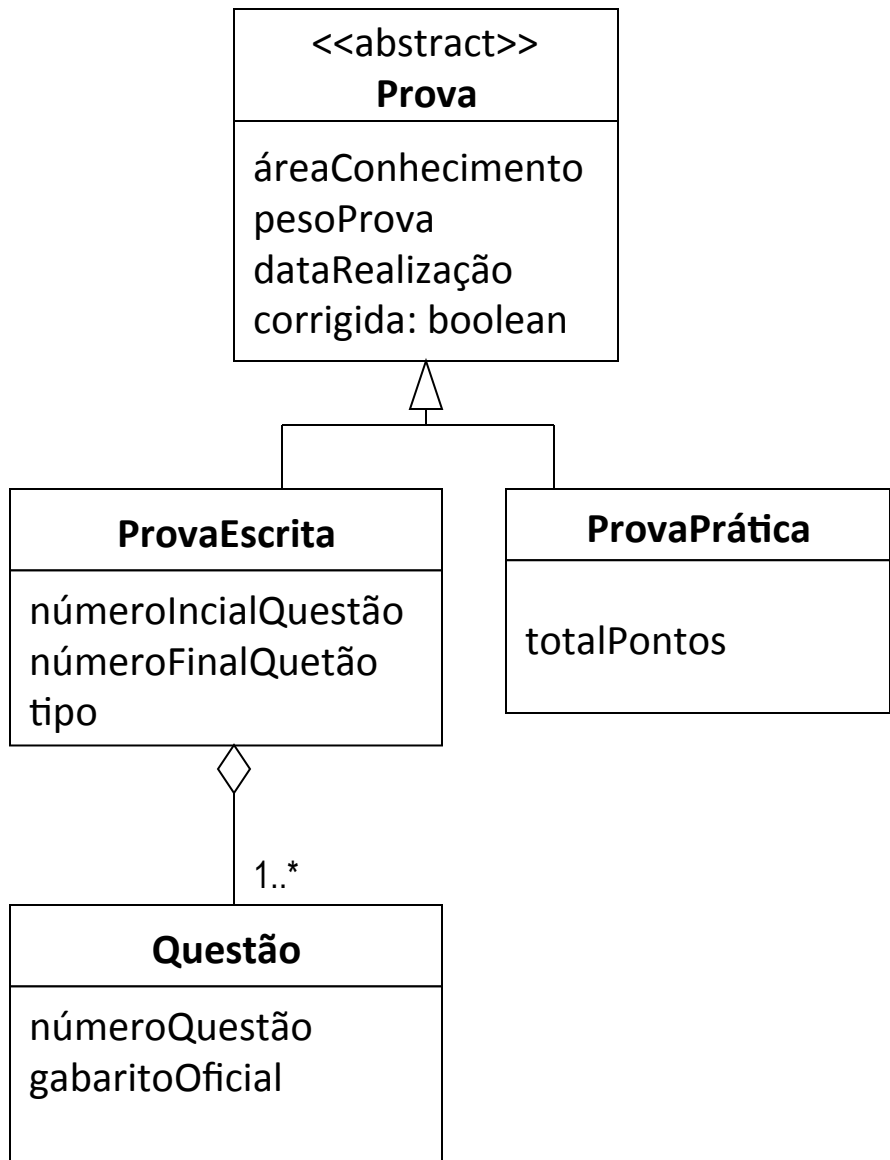 <<abstract>>
Prova
áreaConhecimento
pesoProva
dataRealização
corrigida: boolean
ProvaEscrita
númeroIncialQuestão
númeroFinalQuetão
tipo
ProvaPrática
totalPontos
1..*
Questão
númeroQuestão
gabaritoOficial